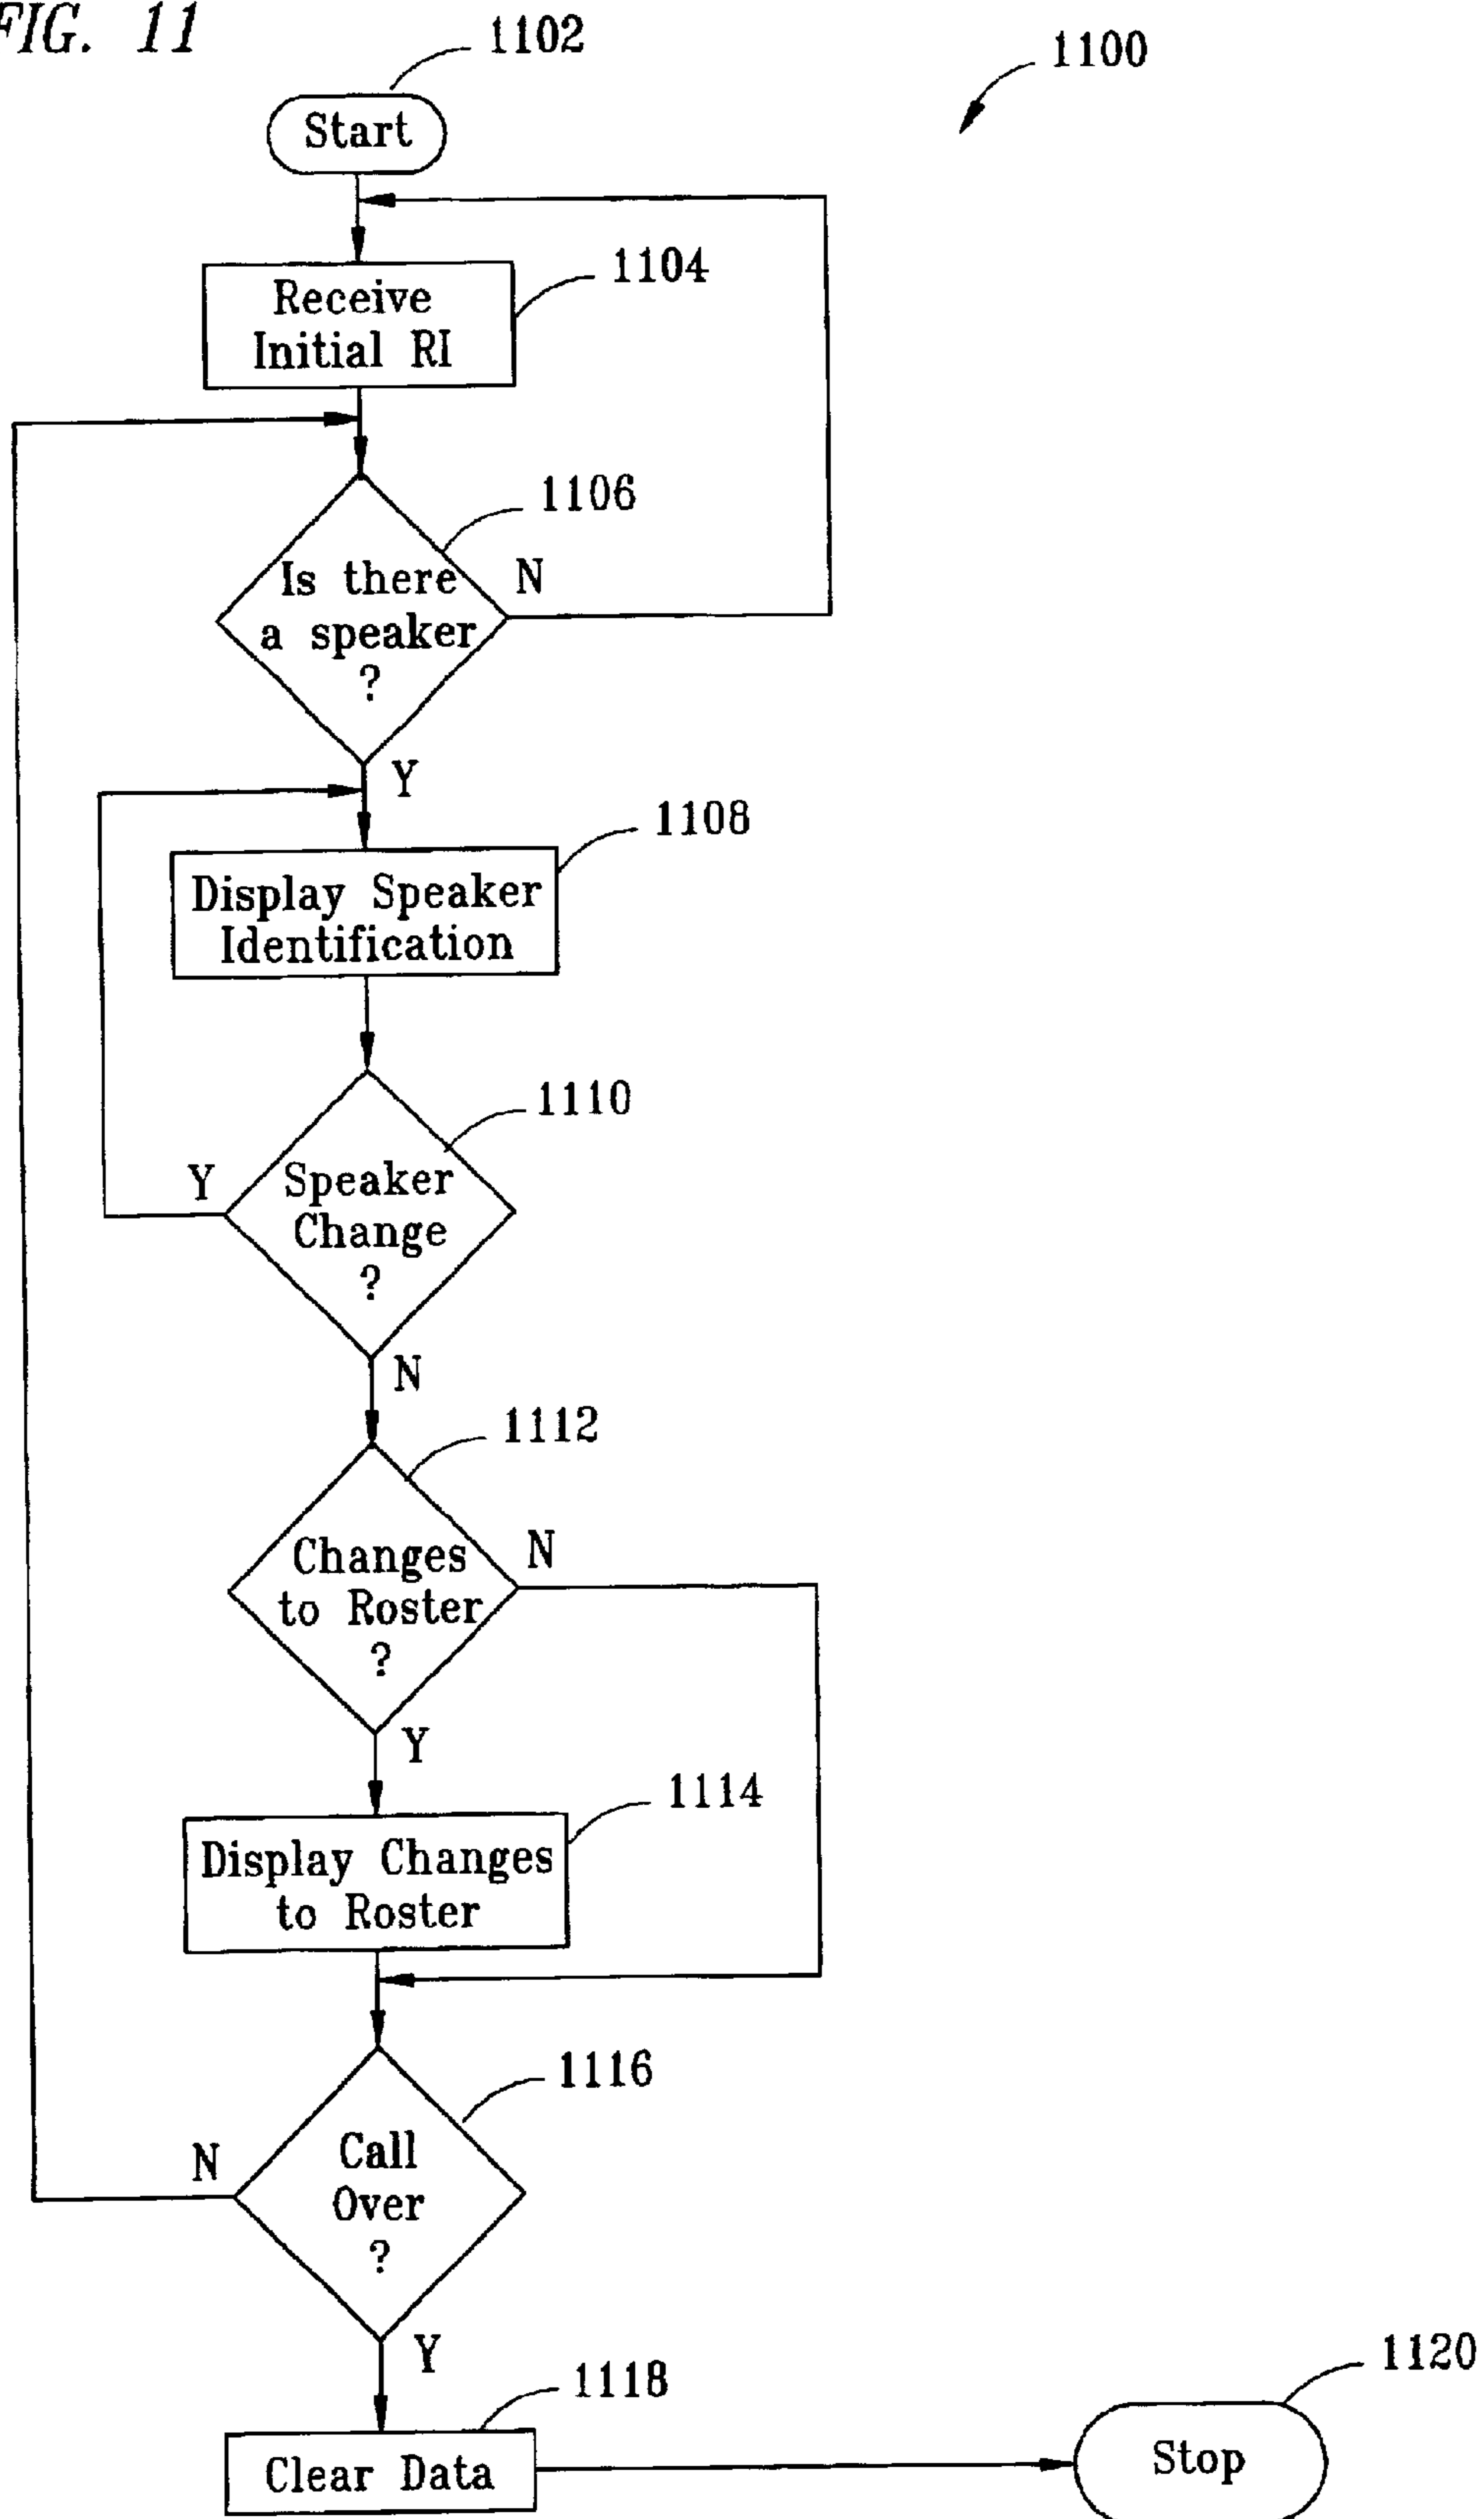 FIG. 11
1102
1100
Start
1104
Receive
Initial RI
1106
Is there
a speaker
?
N
Y
1108
Display Speaker
Identification
1110
Y
Speaker
Change
?
N
1112
Changes
to Roster
?
N
Y
1114
Display Changes
to Roster
1116
N
Call
Over
?
Y
1118
Clear Data
1120
Stop